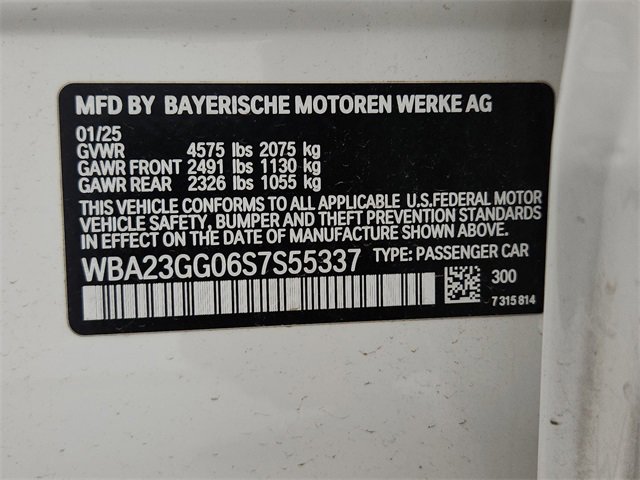 MFD BY BAYERISCHE MOTOREN WERKE AG
01/25
GVWR 4575 lbs 2075 kg
GAWR FRONT 2491 lbs 1130 kg
GAWR REAR 2326 lbs 1055 kg
THIS VEHICLE CONFORMS TO ALL APPLICABLE U.S.FEDERAL MOTOR
VEHICLE SAFETY, BUMPER AND THEFT PREVENTION STANDARDS
IN EFFECT ON THE DATE OF MANUFACTURE SHOWN ABOVE.
WBA23GG06S7S55337 TYPE: PASSENGER CAR
300
7 315 814